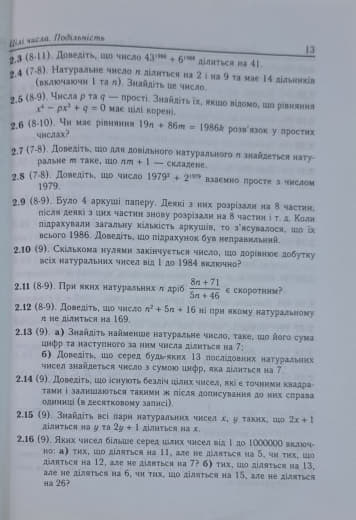 Цілі числа. Подільність
13
2.3 (8-11). Доведіть, що число 43¹⁹⁸⁶ + 6¹⁹⁸⁶ ділиться на 41.
2.4 (7-8). Натуральне число n ділиться на 2 і на 9 та має 14 дільників
(включаючи 1 та n). Знайдіть це число.
2.5 (8-9). Числа p та q — прості. Знайдіть їх, якщо відомо, що рівняння
x⁴ − px³ + q = 0 має цілі корені.
2.6 (8-10). Чи має рівняння 19n + 86m = 1986k розв'язок у простих
числах?
2.7 (7-8). Доведіть, що для довільного натурального n знайдеться нату-
ральне m таке, що nm + 1 — складене.
2.8 (7-8). Доведіть, що число 1979² + 2¹⁹⁷⁹ взаємно просте з числом
1979.
2.9 (8-9). Було 4 аркуші паперу. Деякі з них розрізали на 8 частин,
після деякі з цих частин знову розрізали на 8 частин і т. д. Коли
підрахували загальну кількість аркушів, то з'ясувалося, що їх
всього 1986. Доведіть, що підрахунок був неправильний.
2.10 (9). Скількома нулями закінчується число, що дорівнює добутку
всіх натуральних чисел від 1 до 1984 включно?
2.11 (8-9). При яких натуральних n дріб (8n + 71)/(5n + 46) є скоротним?
2.12 (8-9). Доведіть, що число n² + 5n + 16 ні при якому натуральному
n не ділиться на 169.
2.13 (9). а) Знайдіть найменше натуральне число, таке, що його сума
цифр та наступного за ним числа ділиться на 7;
б) Доведіть, що серед будь-яких 13 послідовних натуральних
чисел знайдеться число з сумою цифр, яка ділиться на 7.
2.14 (9). Доведіть, що існують безліч цілих чисел, які є точними квадра-
тами і залишаються такими ж після дописування до них справа
одиниці (в десятковому записі).
2.15 (9). Знайдіть всі пари натуральних чисел x, y таких, що 2x + 1
ділиться на y та 2y + 1 ділиться на x.
2.16 (9). Яких чисел більше серед цілих чисел від 1 до 1000000 включ-
но: а) тих, що діляться на 11, але не діляться на 5, чи тих, що
діляться на 12, але не діляться на 7? б) тих, що діляться на 13,
але не діляться на 6, чи тих, що діляться на 15, але не діляться
на 26?